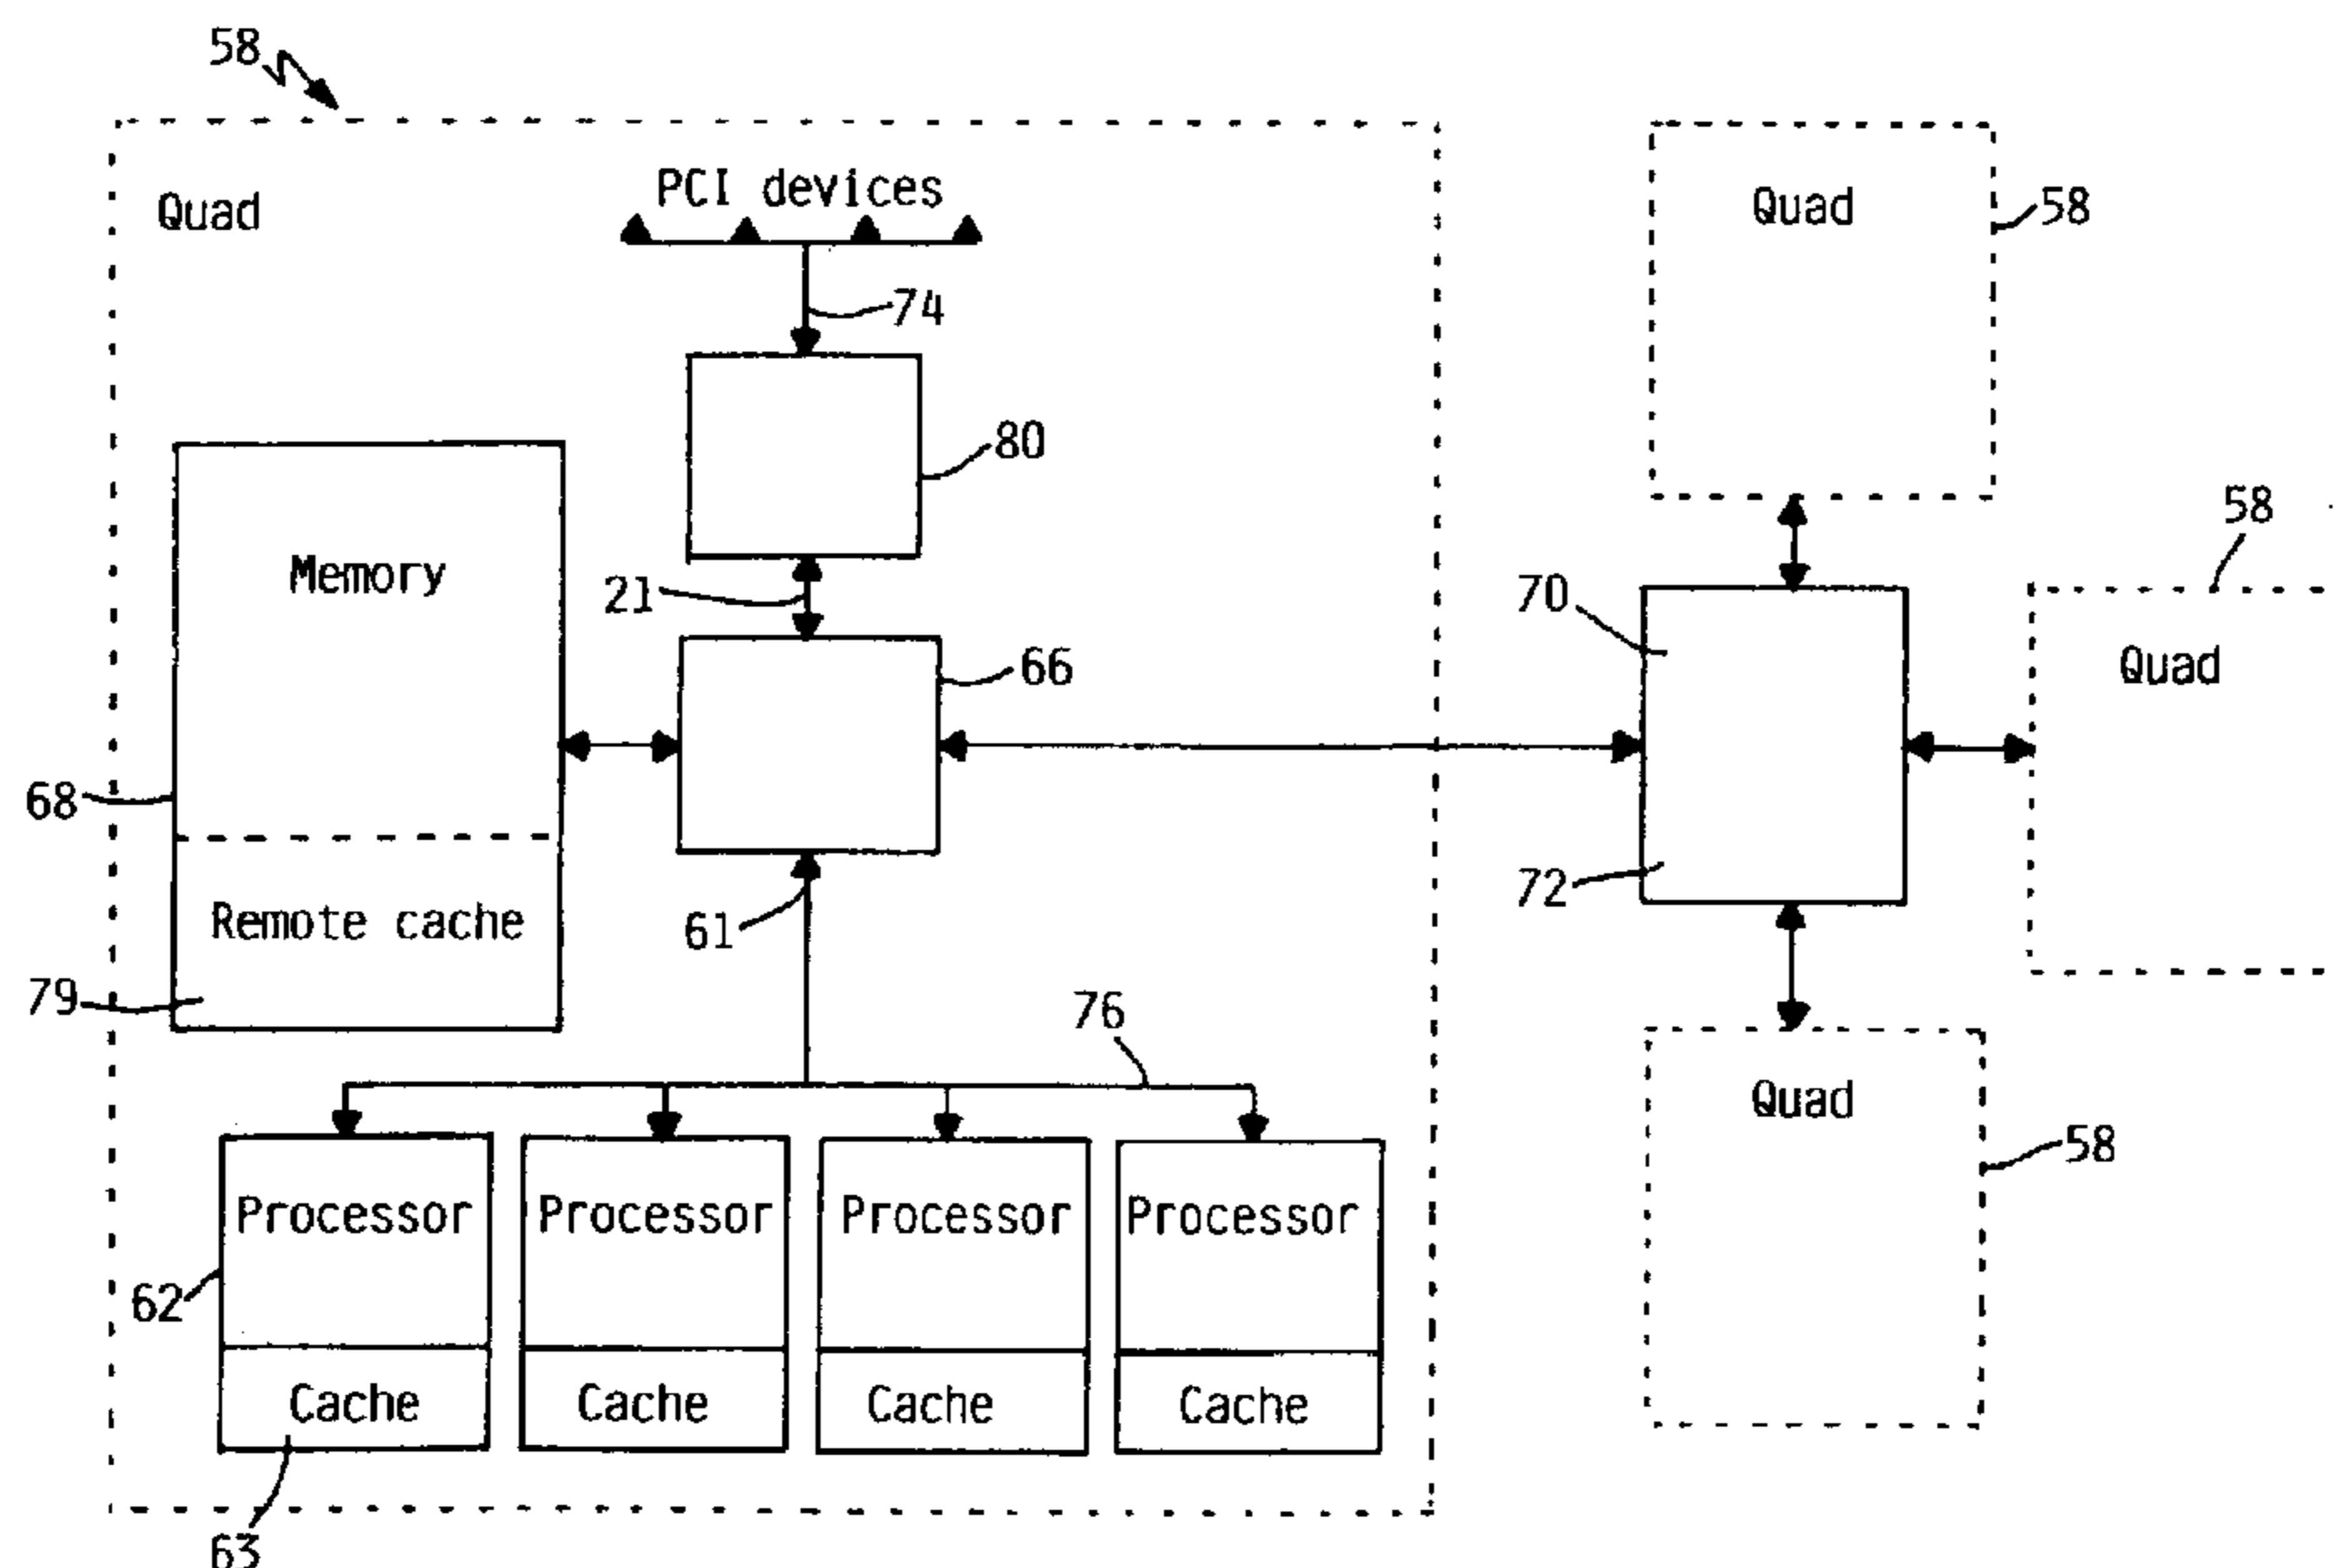 58
PCI devices
Quad
Quad
58
74
80
58
Memory
21
70
66
Quad
68
72
Remote cache
61
79
76
Quad
58
Processor
Processor
Processor
Processor
62
Cache
Cache
Cache
Cache
63